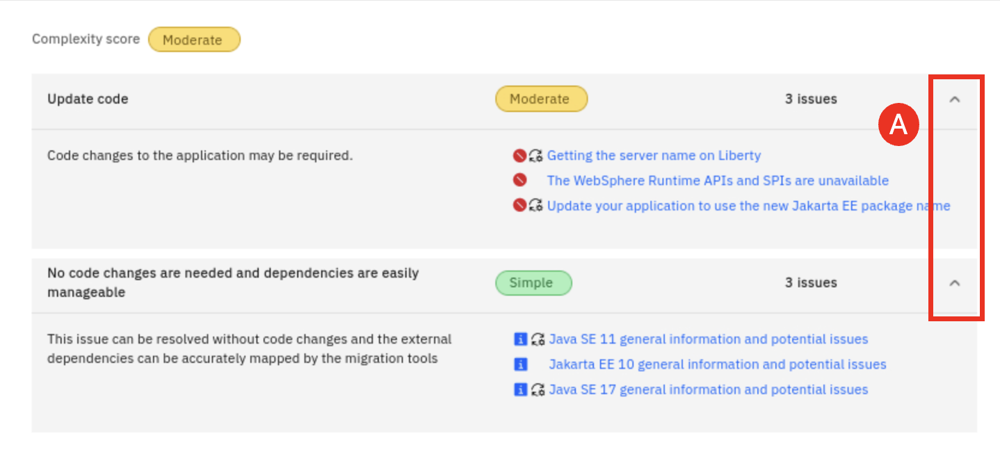 Complexity score Moderate
Update code Moderate 3 issues
A
Code changes to the application may be required.
Getting the server name on Liberty
The WebSphere Runtime APIs and SPIs are unavailable
Update your application to use the new Jakarta EE package name
No code changes are needed and dependencies are easily
manageable
Simple 3 issues
This issue can be resolved without code changes and the external
dependencies can be accurately mapped by the migration tools
i Java SE 11 general information and potential issues
i Jakarta EE 10 general information and potential issues
i Java SE 17 general information and potential issues